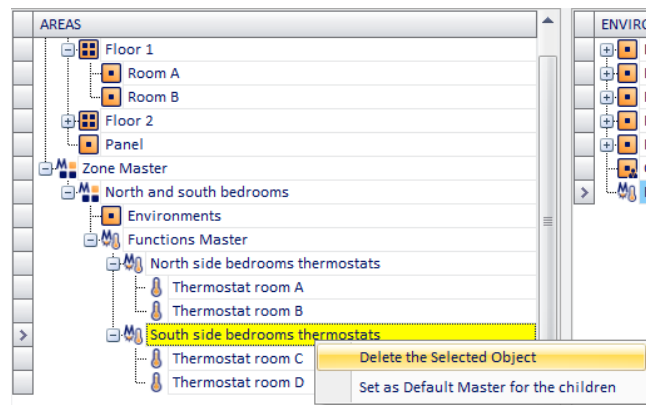 AREAS
Floor 1
Room A
Room B
Floor 2
Panel
Zone Master
North and south bedrooms
Environments
Functions Master
North side bedrooms thermostats
Thermostat room A
Thermostat room B
South side bedrooms thermostats
Thermostat room C
Thermostat room D
Delete the Selected Object
Set as Default Master for the children